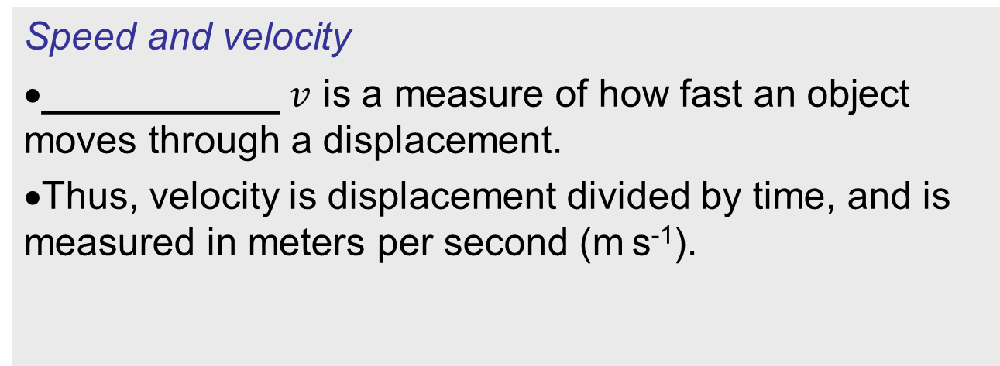 Speed and velocity
•____________ 𝑣 is a measure of how fast an object
moves through a displacement.
•Thus, velocity is displacement divided by time, and is
measured in meters per second (m s⁻¹).